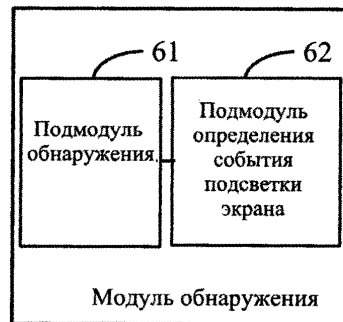 61
62
Подмодуль
обнаружения
Подмодуль
определения
события
подсветки
экрана
Модуль обнаружения